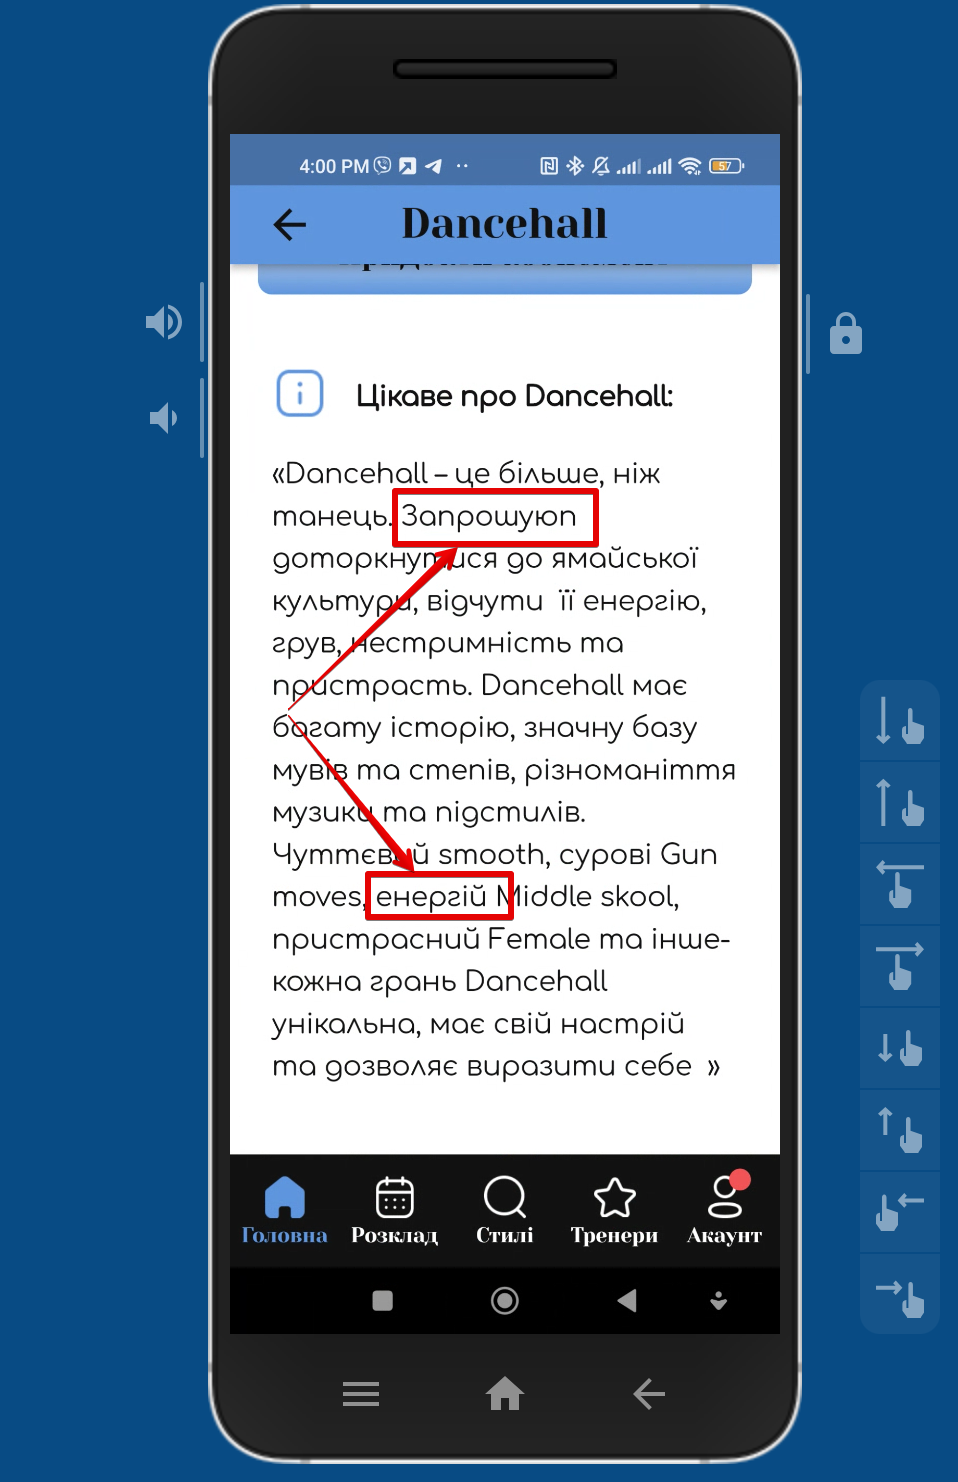 4:00 PM
57
Dancehall
Цікаве про Dancehall:
«Dancehall – це більше, ніж
танець. Запрошуюп
доторкнутися до ямайської
культури, відчути її енергію,
грув, нестримність та
пристрасть. Dancehall має
багату історію, значну базу
мувів та степів, різноманіття
музики та підстилів.
Чуттєвий smooth, сурові Gun
moves, енергій Middle skool,
пристрасний Female та інше-
кожна грань Dancehall
унікальна, має свій настрій
та дозволяє виразити себе »
Головна Розклад Стилі Тренери Акаунт